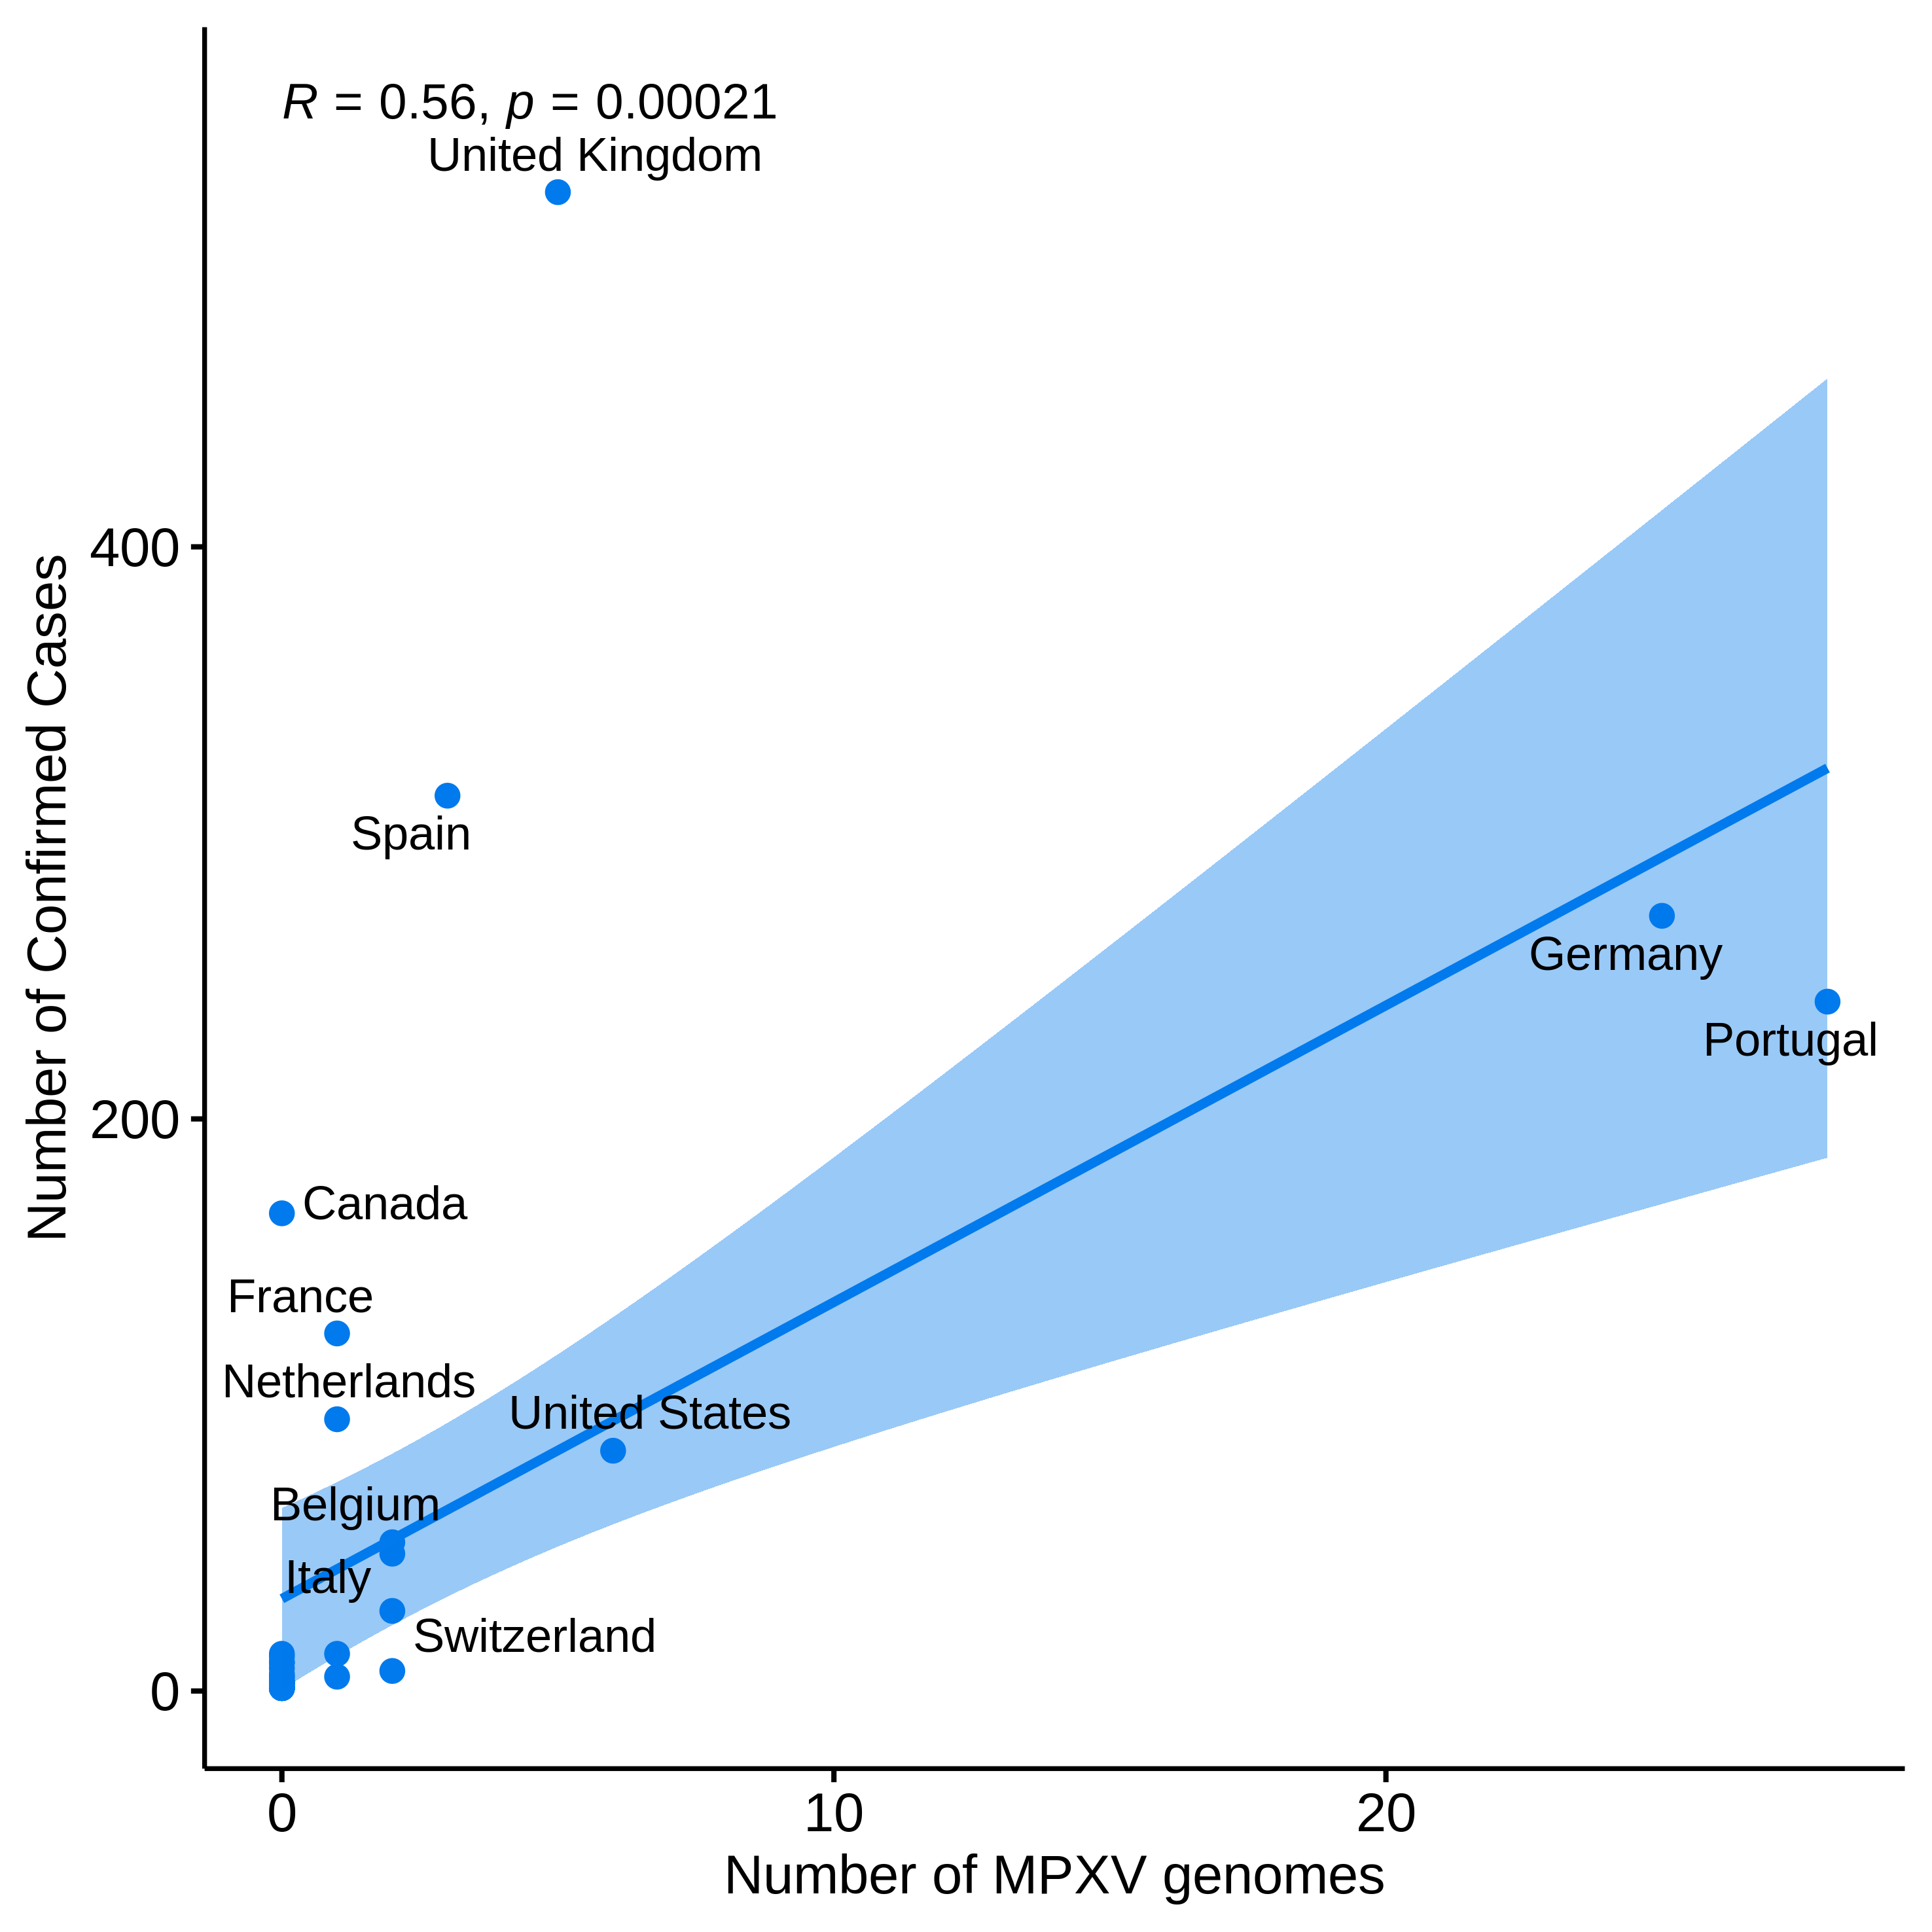 R = 0.56, p = 0.00021
United Kingdom
400
Spain
Germany
Portugal
200
Canada
France
Netherlands
United States
Belgium
Italy
Switzerland
0
0 10 20
Number of MPXV genomes
Number of Confirmed Cases